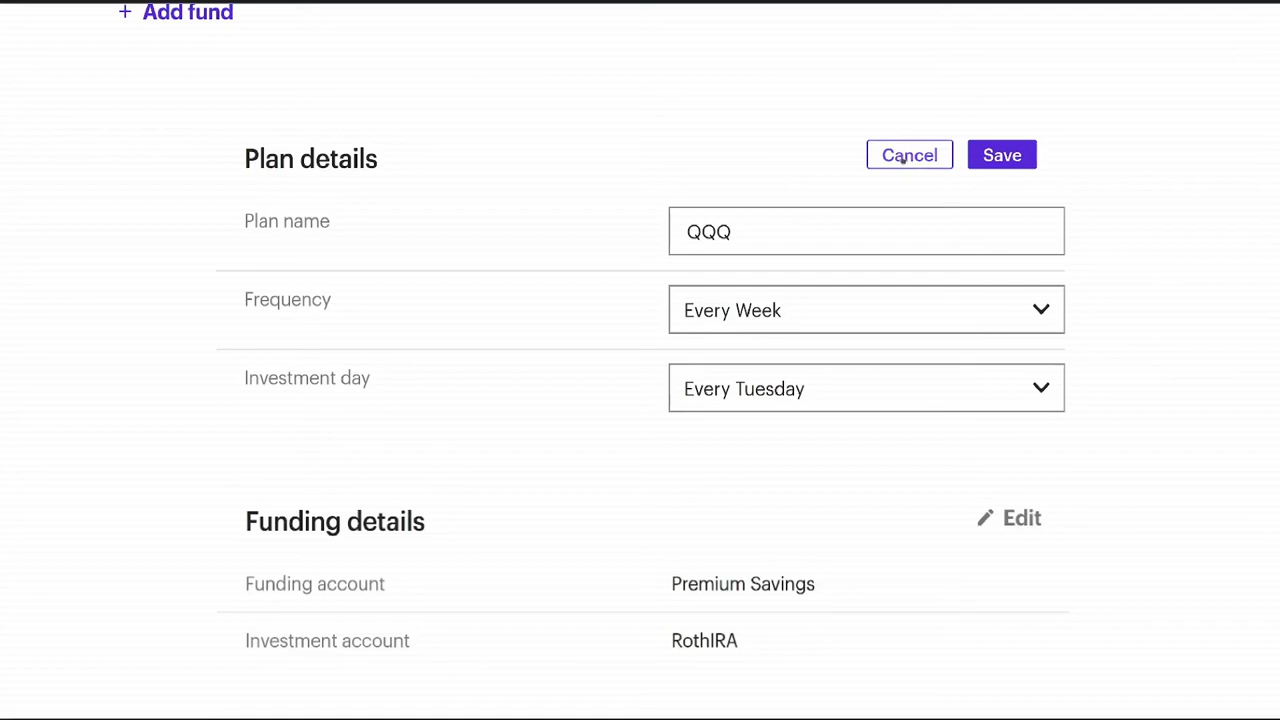 + Add fund
Plan details
Cancel
Save
Plan name
QQQ
Frequency
Every Week
Investment day
Every Tuesday
Funding details
Edit
Funding account
Premium Savings
Investment account
RothIRA